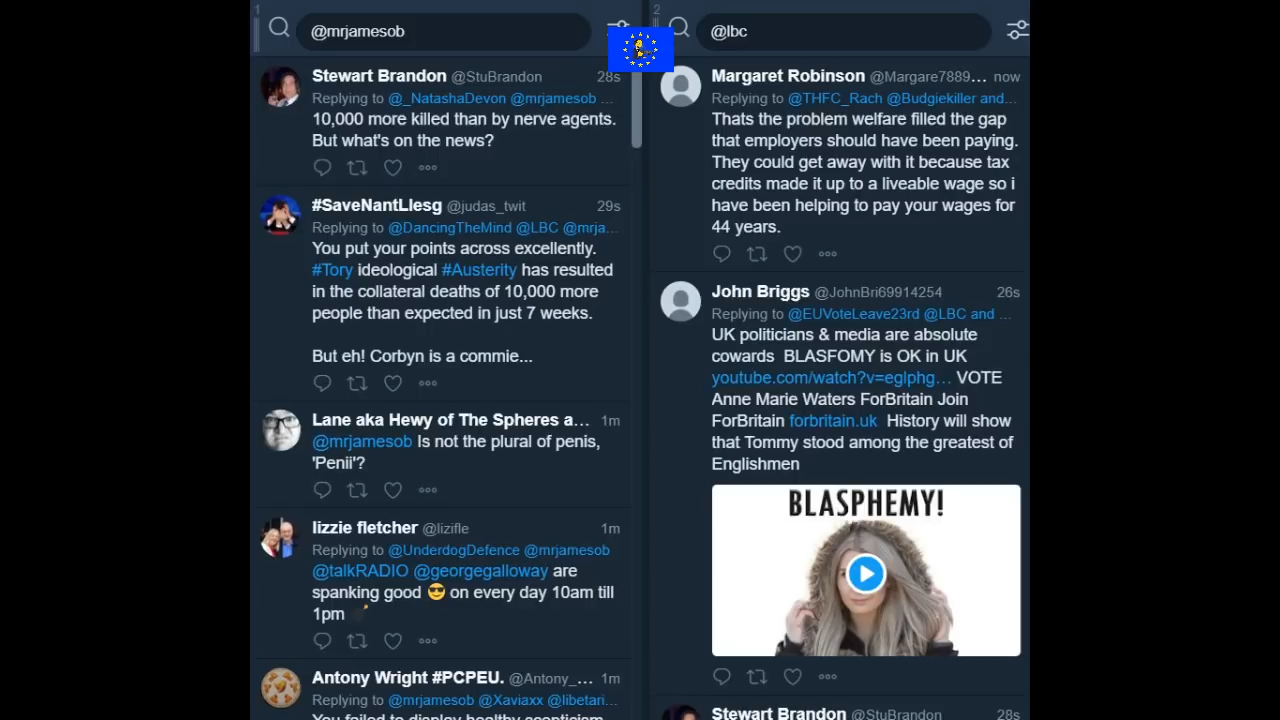 1
@mrjamesob
Stewart Brandon @StuBrandon 28s
Replying to @_NatashaDevon @mrjamesob ...
10,000 more killed than by nerve agents.
But what's on the news?
#SaveNantLlesg @judas_twit 29s
Replying to @DancingTheMind @LBC @mrja...
You put your points across excellently.
#Tory ideological #Austerity has resulted
in the collateral deaths of 10,000 more
people than expected in just 7 weeks.
But eh! Corbyn is a commie...
Lane aka Hewy of The Spheres a... 1m
@mrjamesob Is not the plural of penis,
'Penii'?
lizzie fletcher @lizifle 1m
Replying to @UnderdogDefence @mrjamesob
@talkRADIO @georgegalloway are
spanking good 😎 on every day 10am till
1pm 💣
Antony Wright #PCPEU. @Antony_... 1m
Replying to @mrjamesob @Xaviaxx @libetari...
You failed to display healthy scepticism
2
@lbc
Margaret Robinson @Margare7889... now
Replying to @THFC_Rach @Budgiekiller and...
Thats the problem welfare filled the gap
that employers should have been paying.
They could get away with it because tax
credits made it up to a liveable wage so i
have been helping to pay your wages for
44 years.
John Briggs @JohnBri69914254 26s
Replying to @EUVoteLeave23rd @LBC and ...
UK politicians & media are absolute
cowards BLASFOMY is OK in UK
youtube.com/watch?v=eglphg... VOTE
Anne Marie Waters ForBritain Join
ForBritain forbritain.uk History will show
that Tommy stood among the greatest of
Englishmen
BLASPHEMY!
Stewart Brandon @StuBrandon 28s